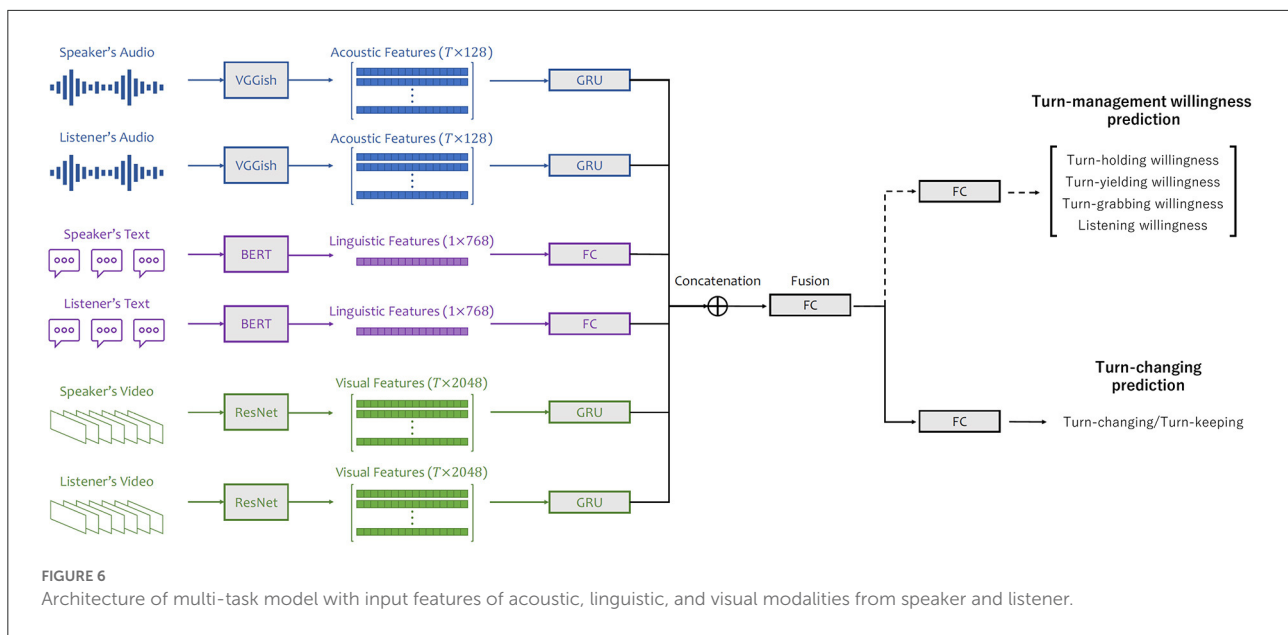 Speaker's Audio
VGGish
Acoustic Features (T×128)
GRU
Listener's Audio
VGGish
Acoustic Features (T×128)
GRU
Speaker's Text
BERT
Linguistic Features (1×768)
FC
Listener's Text
BERT
Linguistic Features (1×768)
FC
Speaker's Video
ResNet
Visual Features (T×2048)
GRU
Listener's Video
ResNet
Visual Features (T×2048)
GRU
Concatenation
Fusion
FC
Turn-management willingness
prediction
FC
Turn-holding willingness
Turn-yielding willingness
Turn-grabbing willingness
Listening willingness
Turn-changing
prediction
FC
Turn-changing/Turn-keeping
FIGURE 6
Architecture of multi-task model with input features of acoustic, linguistic, and visual modalities from speaker and listener.